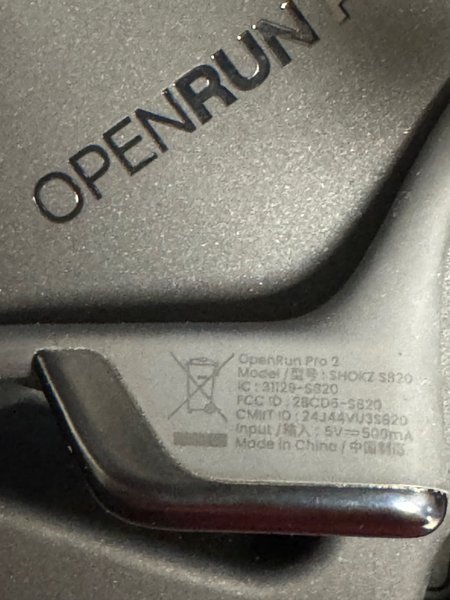 OPENRUN
OpenRun Pro 2
Model / 型号 : SHOKZ S820
IC : 31129-S820
FCC ID : 2BCD6-S820
CMIIT ID : 24J44VU3S820
Input / 输入 : 5V⎓500mA
Made in China / 中国制造